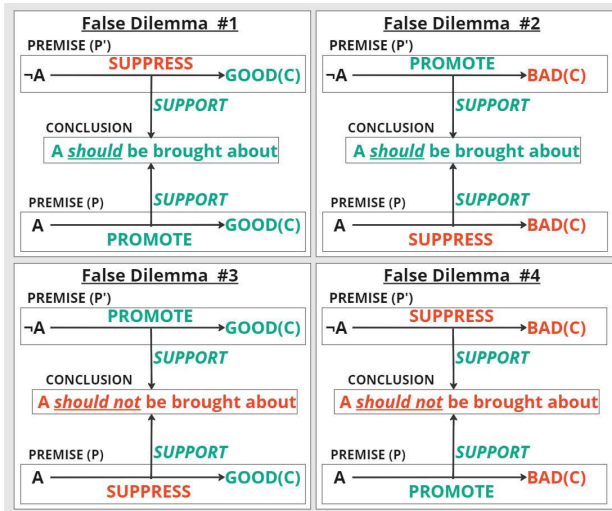 False Dilemma #1
PREMISE (P')
SUPPRESS
¬A GOOD(C)
SUPPORT
CONCLUSION
A should be brought about
SUPPORT
PREMISE (P)
A GOOD(C)
PROMOTE
False Dilemma #2
PREMISE (P')
PROMOTE
¬A BAD(C)
SUPPORT
CONCLUSION
A should be brought about
SUPPORT
PREMISE (P)
A BAD(C)
SUPPRESS
False Dilemma #3
PREMISE (P')
PROMOTE
¬A GOOD(C)
SUPPORT
CONCLUSION
A should not be brought about
SUPPORT
PREMISE (P)
A GOOD(C)
SUPPRESS
False Dilemma #4
PREMISE (P')
SUPPRESS
¬A BAD(C)
SUPPORT
CONCLUSION
A should not be brought about
SUPPORT
PREMISE (P)
A BAD(C)
PROMOTE